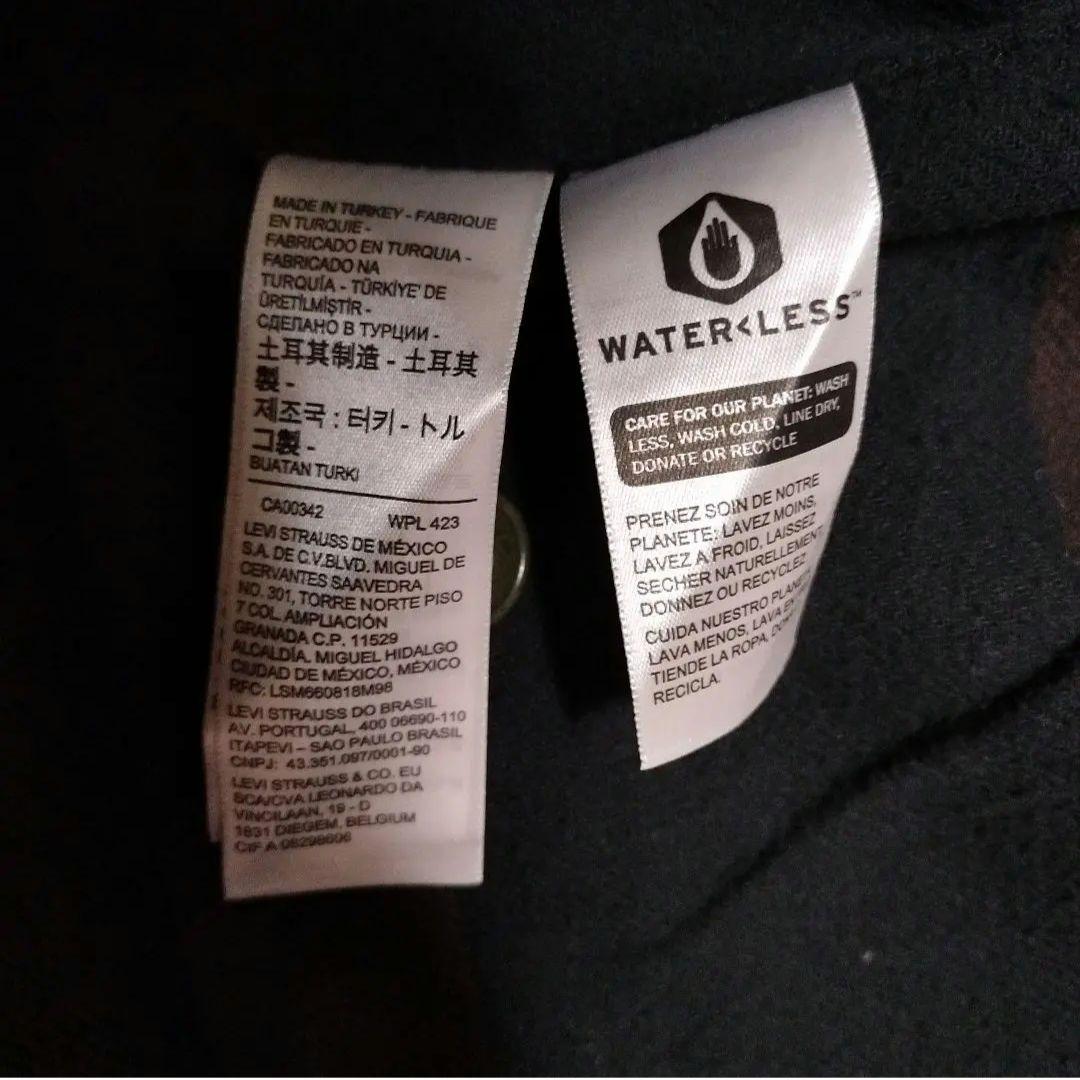 MADE IN TURKEY - FABRIQUE
EN TURQUIE -
FABRICADO EN TURQUIA -
FABRICADO NA
TURQUÍA - TÜRKİYE' DE
ÜRETİLMİŞTİR -
СДЕЛАНО В ТУРЦИИ -
土耳其制造 - 土耳其
製 -
제조국 : 터키 - トル
コ製 -
BUATAN TURKI
CA00342 WPL 423
LEVI STRAUSS DE MÉXICO
S.A. DE C.V.BLVD. MIGUEL DE
CERVANTES SAAVEDRA
NO. 301, TORRE NORTE PISO
7 COL. AMPLIACIÓN
GRANADA C.P. 11529
ALCALDÍA. MIGUEL HIDALGO
CIUDAD DE MÉXICO, MÉXICO
RFC: LSM660818M98
LEVI STRAUSS DO BRASIL
AV. PORTUGAL, 400 06690-110
ITAPEVI – SAO PAULO BRASIL
CNPJ: 43.351.097/0001-90
LEVI STRAUSS & CO. EU
SCA/CVA LEONARDO DA
VINCILAAN, 19 - D
1831 DIEGEM, BELGIUM
CIF A 08298606
WATER<LESS™
CARE FOR OUR PLANET: WASH
LESS, WASH COLD, LINE DRY,
DONATE OR RECYCLE
PRENEZ SOIN DE NOTRE
PLANETE: LAVEZ MOINS,
LAVEZ A FROID, LAISSEZ
SECHER NATURELLEMENT
DONNEZ OU RECYCLEZ
CUIDA NUESTRO
LAVA MENOS, LAVA
TIENDE LA ROPA,
RECICLA.